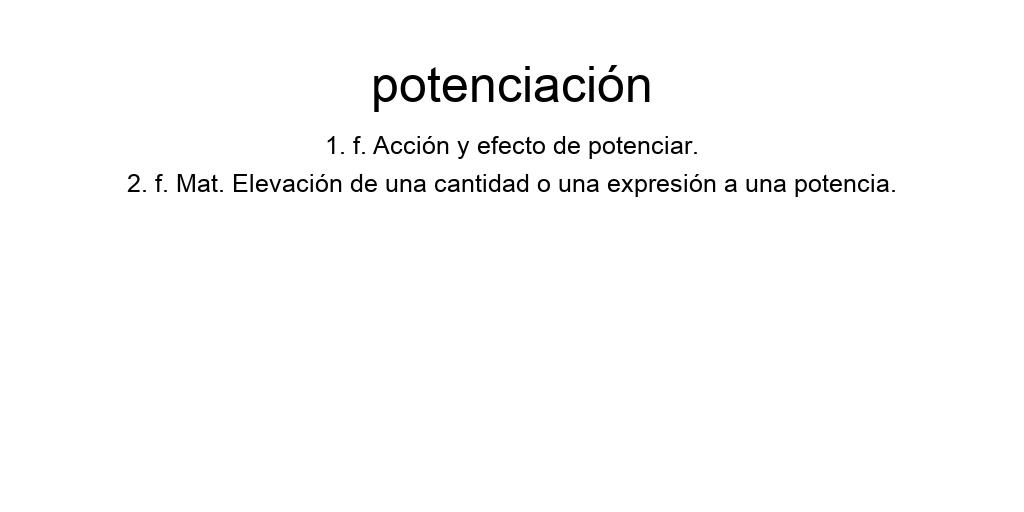 potenciación
1. f. Acción y efecto de potenciar.
2. f. Mat. Elevación de una cantidad o una expresión a una potencia.